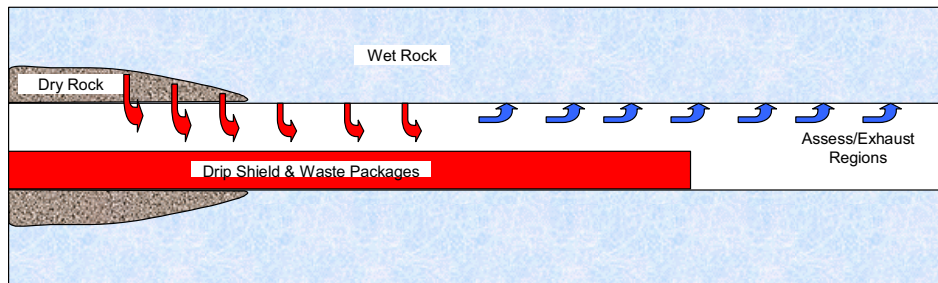 Wet Rock
Dry Rock
Assess/Exhaust
Regions
Drip Shield & Waste Packages